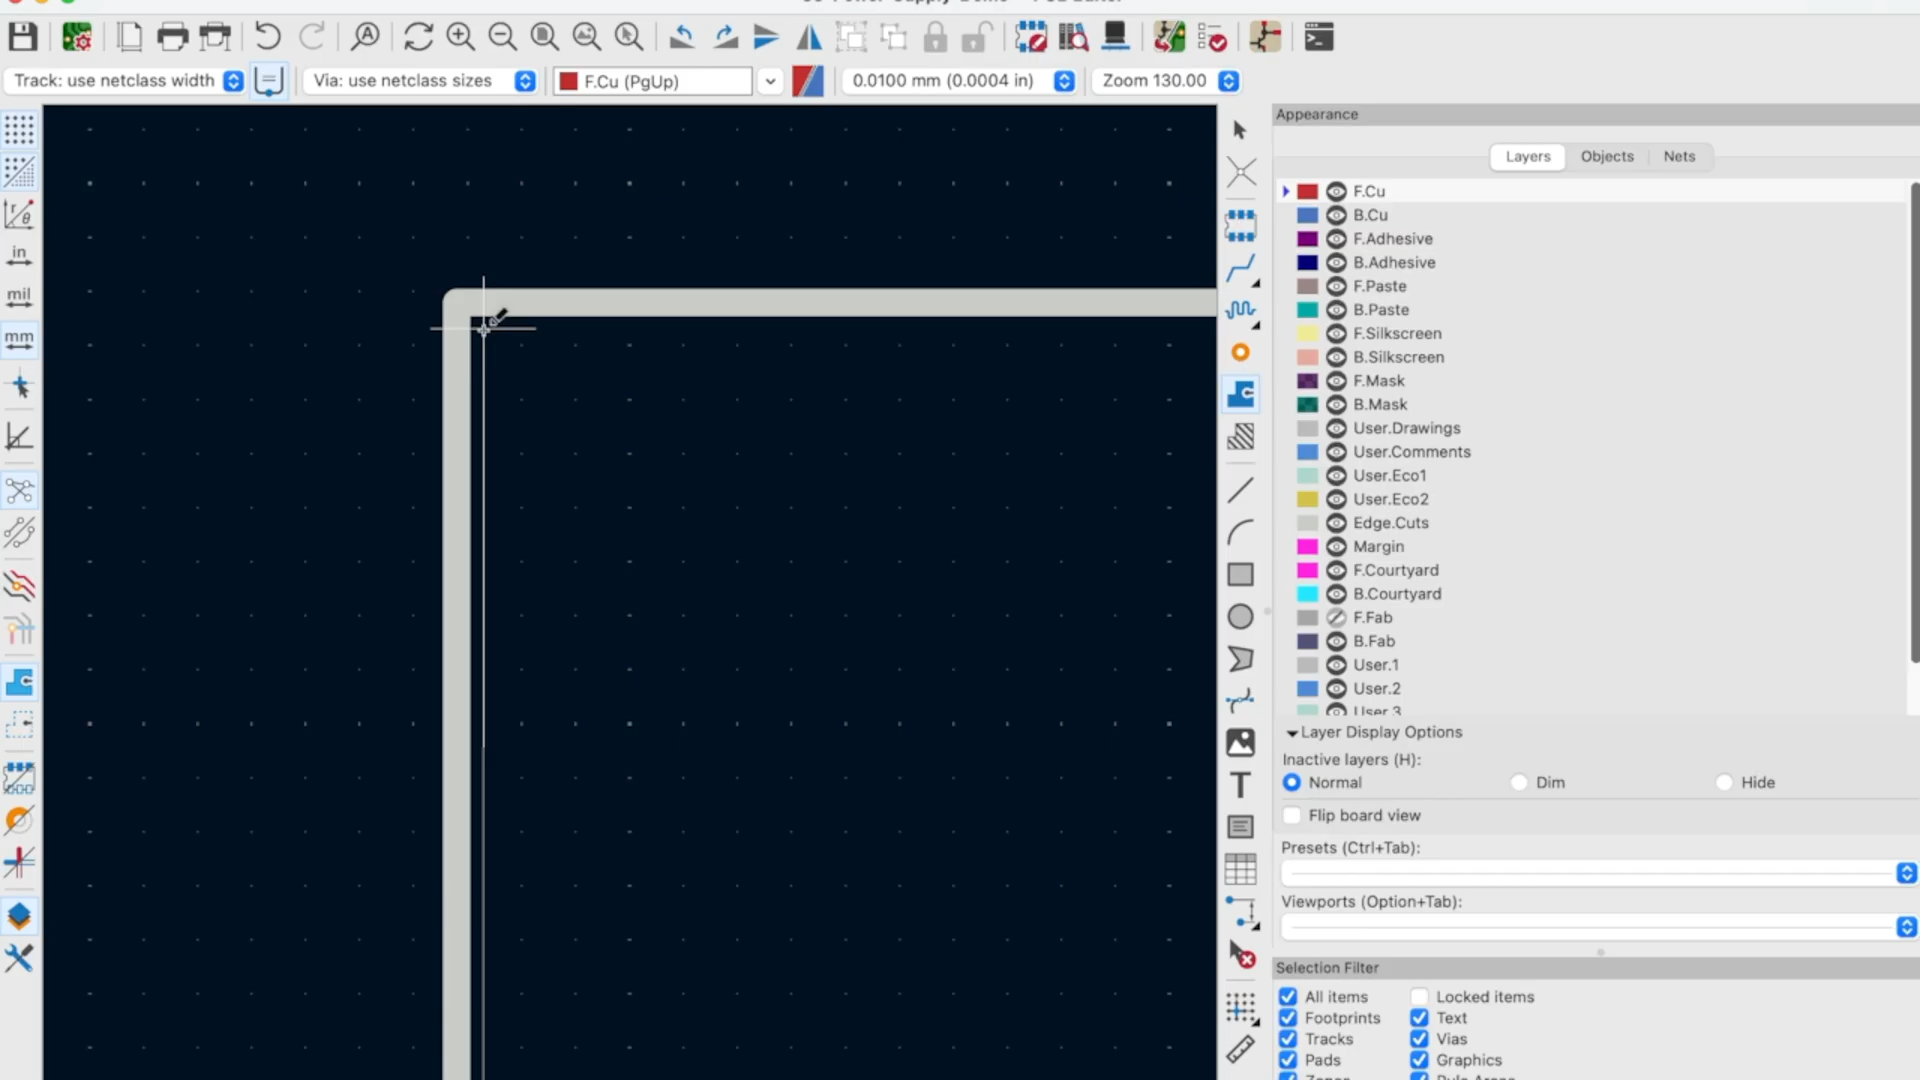 Track: use netclass width
Via: use netclass sizes
F.Cu (PgUp)
0.0100 mm (0.0004 in)
Zoom 130.00
in
mil
mm
Appearance
Layers
Objects
Nets
F.Cu
B.Cu
F.Adhesive
B.Adhesive
F.Paste
B.Paste
F.Silkscreen
B.Silkscreen
F.Mask
B.Mask
User.Drawings
User.Comments
User.Eco1
User.Eco2
Edge.Cuts
Margin
F.Courtyard
B.Courtyard
F.Fab
B.Fab
User.1
User.2
User.3
Layer Display Options
Inactive layers (H):
Normal
Dim
Hide
Flip board view
Presets (Ctrl+Tab):
Viewports (Option+Tab):
Selection Filter
All items
Locked items
Footprints
Text
Tracks
Vias
Pads
Graphics